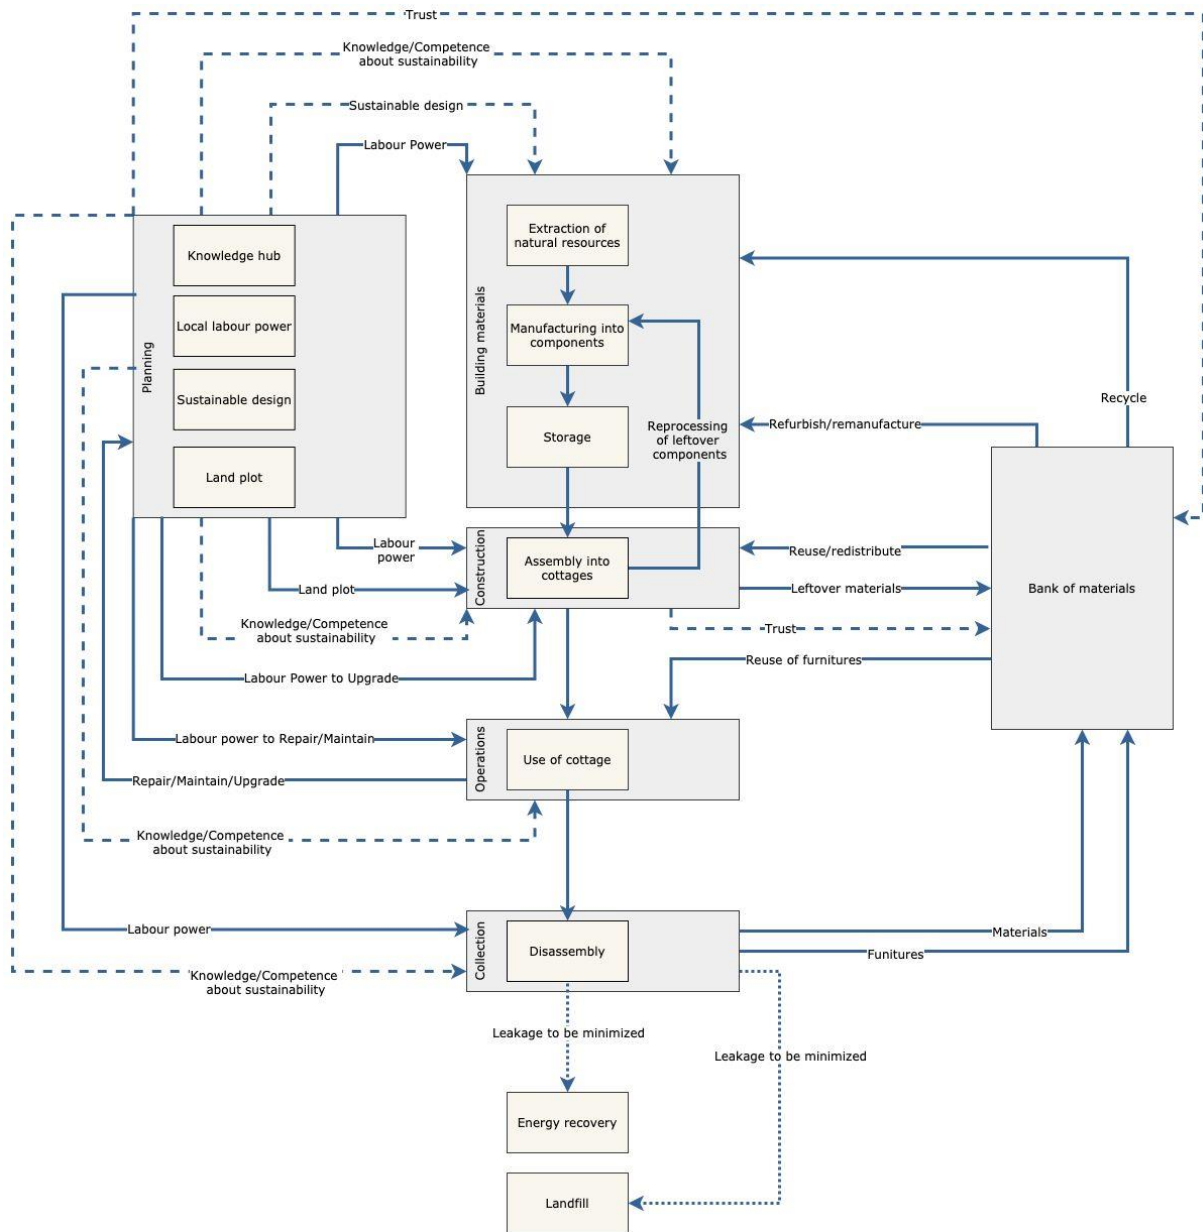 Trust
Knowledge/Competence
about sustainability
Sustainable design
Labour Power
Planning
Knowledge hub
Local labour power
Sustainable design
Land plot
Building materials
Extraction of
natural resources
Manufacturing into
components
Storage
Reprocessing
of leftover
components
Recycle
Refurbish/remanufacture
Bank of materials
Labour
power
Land plot
Knowledge/Competence
about sustainability
Labour Power to Upgrade
Construction
Assembly into
cottages
Reuse/redistribute
Leftover materials
Trust
Reuse of furnitures
Labour power to Repair/Maintain
Repair/Maintain/Upgrade
Knowledge/Competence
about sustainability
Operations
Use of cottage
Labour power
Knowledge/Competence
about sustainability
Collection
Disassembly
Materials
Funitures
Leakage to be minimized
Leakage to be minimized
Energy recovery
Landfill